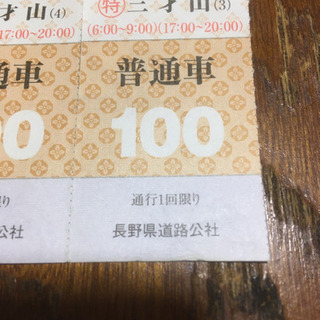 才山(4)
(17:00~20:00)
通車
00
り
公社
特三才山(3)
(6:00~9:00)(17:00~20:00)
普通車
100
通行1回限り
長野県道路公社